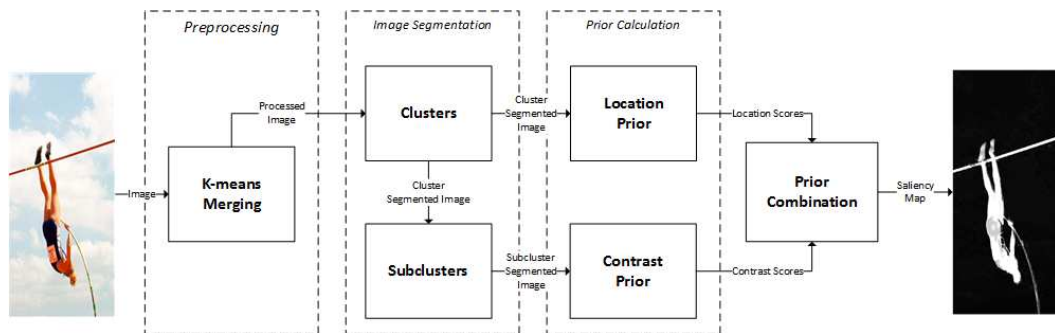 Preprocessing
Image Segmentation
Prior Calculation
Image
K-means
Merging
Processed
Image
Clusters
Cluster
Segmented
Image
Location
Prior
Location Scores
Cluster
Segmented Image
Subclusters
Subcluster
Segmented
Image
Contrast
Prior
Contrast Scores
Prior
Combination
Saliency
Map